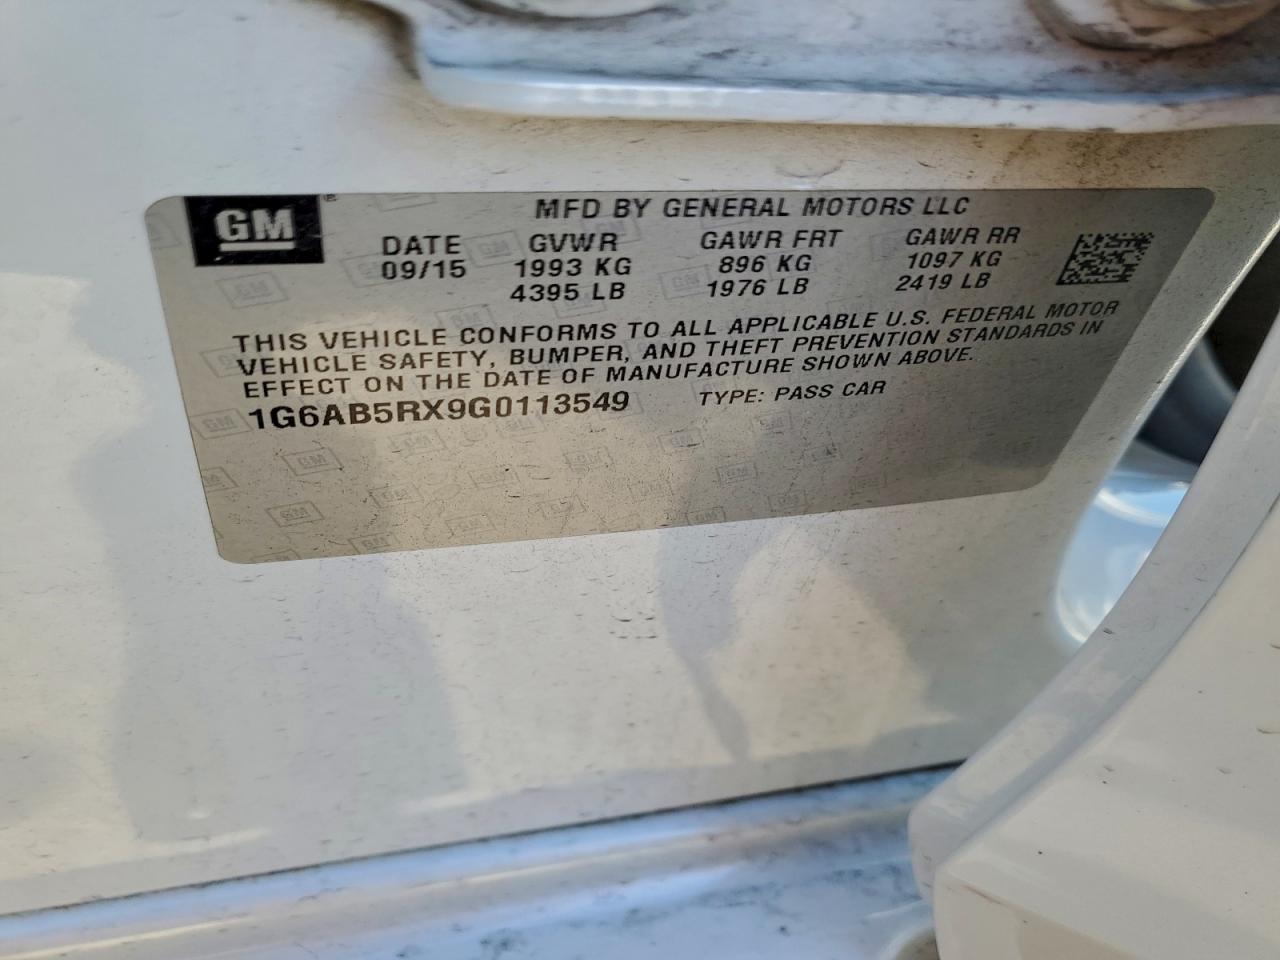 GM ®
MFD BY GENERAL MOTORS LLC
DATE GVWR GAWR FRT GAWR RR
09/15 1993 KG 896 KG 1097 KG
4395 LB 1976 LB 2419 LB
THIS VEHICLE CONFORMS TO ALL APPLICABLE U.S. FEDERAL MOTOR
VEHICLE SAFETY, BUMPER, AND THEFT PREVENTION STANDARDS IN
EFFECT ON THE DATE OF MANUFACTURE SHOWN ABOVE.
1G6AB5RX9G0113549 TYPE: PASS CAR